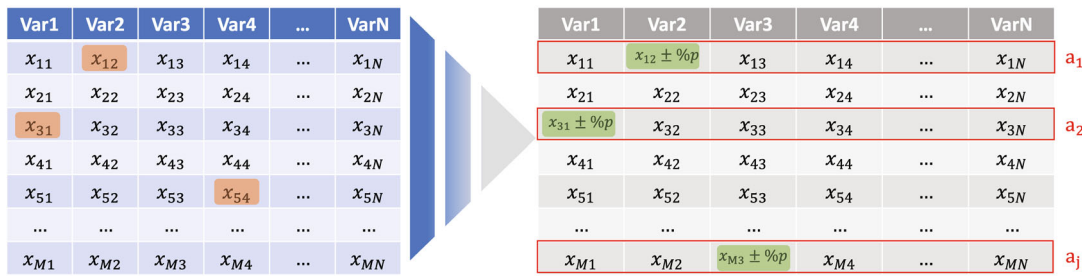 Var1 Var2 Var3 Var4 ... VarN
x₁₁ x₁₂ x₁₃ x₁₄ ... x₁N
x₂₁ x₂₂ x₂₃ x₂₄ ... x₂N
x₃₁ x₃₂ x₃₃ x₃₄ ... x₃N
x₄₁ x₄₂ x₄₃ x₄₄ ... x₄N
x₅₁ x₅₂ x₅₃ x₅₄ ... x₅N
... ... ... ... ... ...
xM₁ xM₂ xM₃ xM₄ ... xMN
Var1 Var2 Var3 Var4 ... VarN
x₁₁ x₁₂ ± %p x₁₃ x₁₄ ... x₁N a₁
x₂₁ x₂₂ x₂₃ x₂₄ ... x₂N
x₃₁ ± %p x₃₂ x₃₃ x₃₄ ... x₃N a₂
x₄₁ x₄₂ x₄₃ x₄₄ ... x₄N
x₅₁ x₅₂ x₅₃ x₅₄ ... x₅N
... ... ... ... ... ...
xM₁ xM₂ xM₃ ± %p xM₄ ... xMN aⱼ